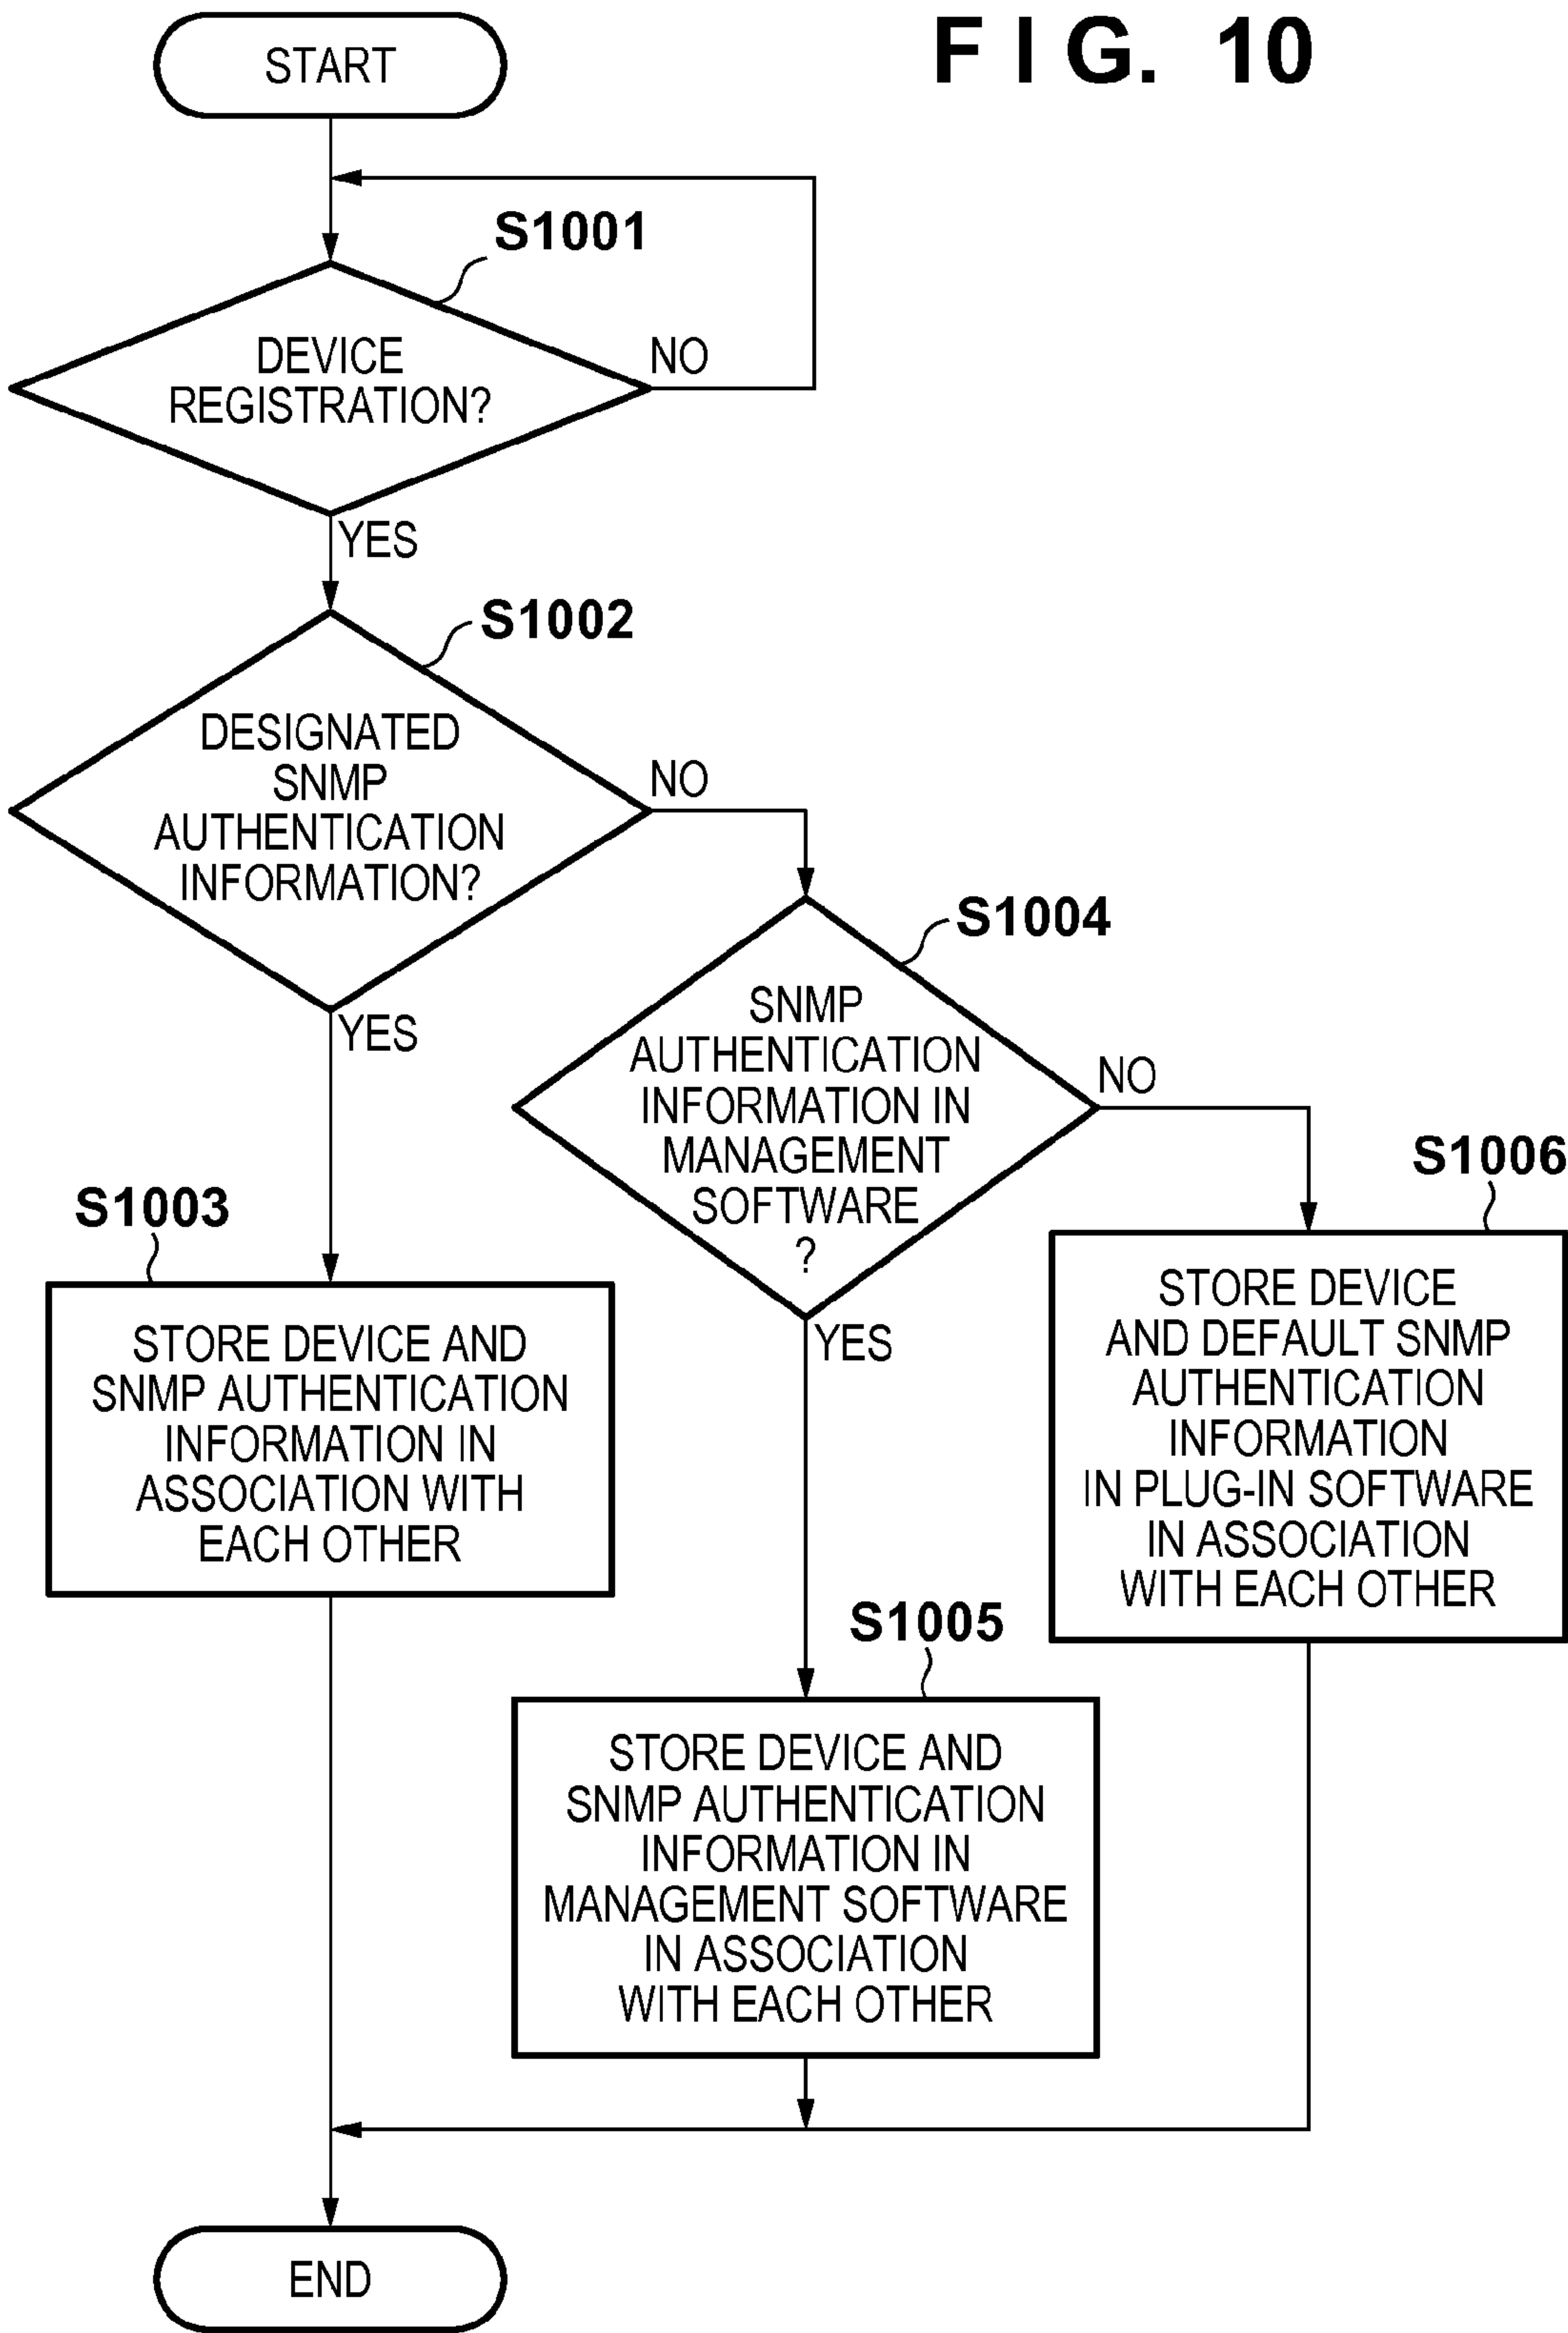 FIG. 10
START
S1001
DEVICE
REGISTRATION?
NO
YES
S1002
DESIGNATED
SNMP
AUTHENTICATION
INFORMATION?
NO
YES
S1004
SNMP
AUTHENTICATION
INFORMATION IN
MANAGEMENT
SOFTWARE
?
NO
YES
S1003
STORE DEVICE AND
SNMP AUTHENTICATION
INFORMATION IN
ASSOCIATION WITH
EACH OTHER
S1006
STORE DEVICE
AND DEFAULT SNMP
AUTHENTICATION
INFORMATION
IN PLUG-IN SOFTWARE
IN ASSOCIATION
WITH EACH OTHER
S1005
STORE DEVICE AND
SNMP AUTHENTICATION
INFORMATION IN
MANAGEMENT SOFTWARE
IN ASSOCIATION
WITH EACH OTHER
END